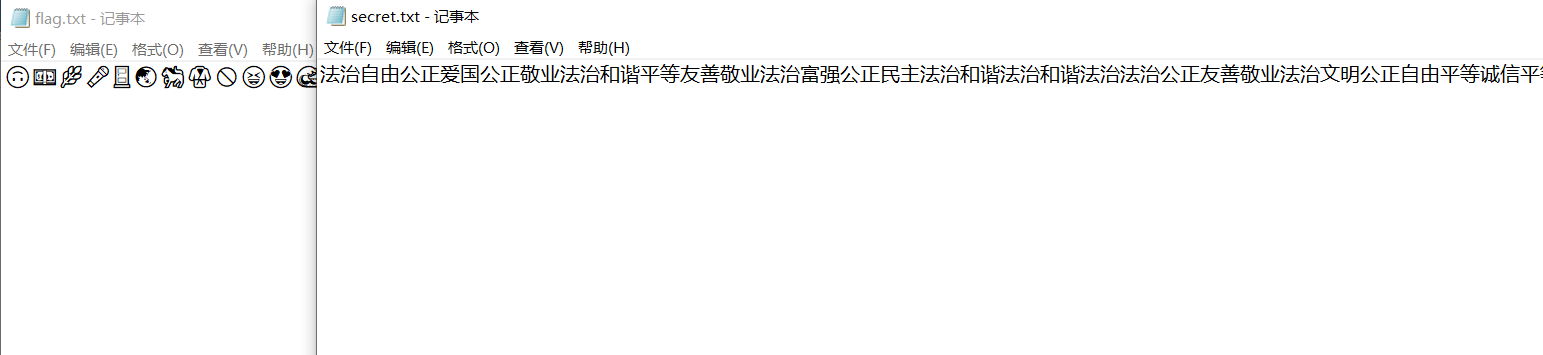 flag.txt - 记事本
文件(F) 编辑(E) 格式(O) 查看(V) 帮助(H)
🙃💵🌿🎤🚪🌏🐎🥋🚫😆😍🌊
secret.txt - 记事本
文件(F) 编辑(E) 格式(O) 查看(V) 帮助(H)
法治自由公正爱国公正敬业法治和谐平等友善敬业法治富强公正民主法治和谐法治和谐法治法治公正友善敬业法治文明公正自由平等诚信平